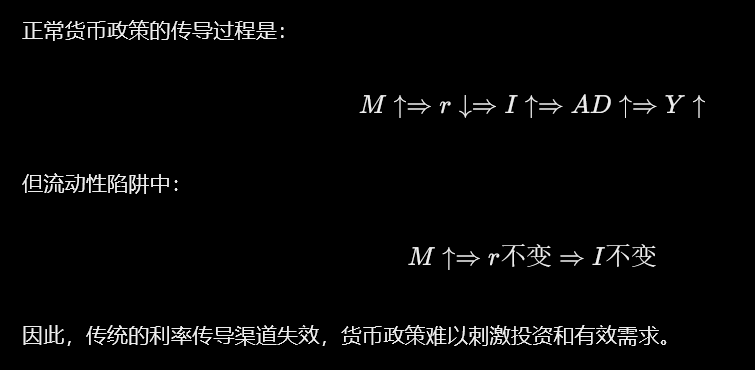 正常货币政策的传导过程是：
M ↑⇒ r ↓⇒ I ↑⇒ AD ↑⇒ Y ↑
但流动性陷阱中：
M ↑⇒ r不变 ⇒ I不变
因此，传统的利率传导渠道失效，货币政策难以刺激投资和有效需求。